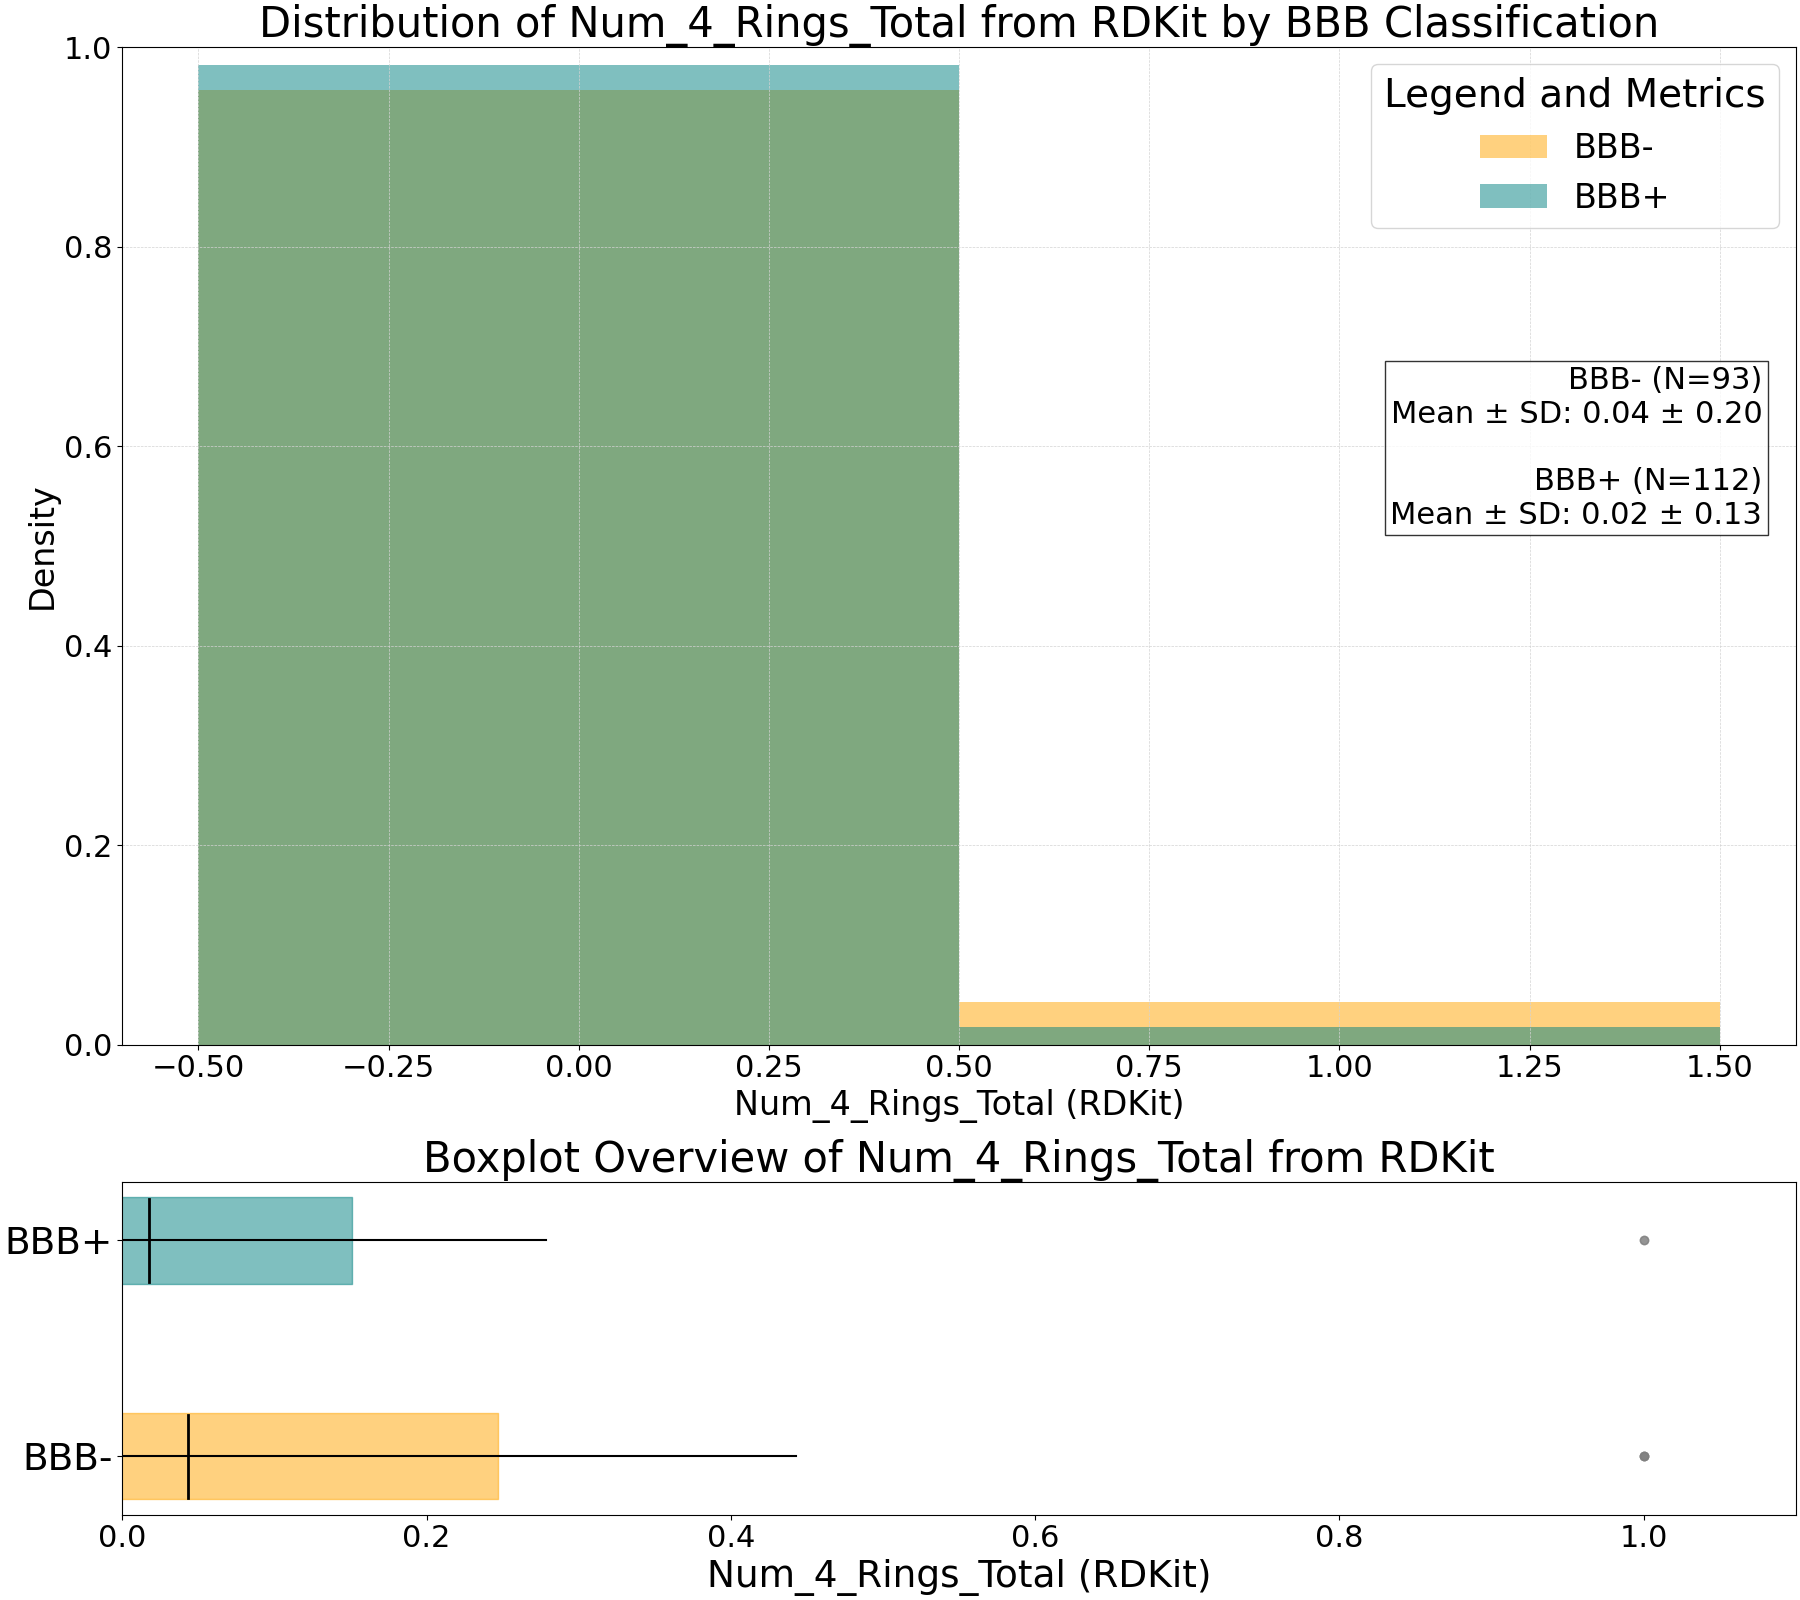 Distribution of Num_4_Rings_Total from RDKit by BBB Classification
1.0
0.8
0.6
0.4
0.2
0.0
Density
Legend and Metrics
BBB-
BBB+
BBB- (N=93)
Mean ± SD: 0.04 ± 0.20
BBB+ (N=112)
Mean ± SD: 0.02 ± 0.13
−0.50 −0.25 0.00 0.25 0.50 0.75 1.00 1.25 1.50
Num_4_Rings_Total (RDKit)
Boxplot Overview of Num_4_Rings_Total from RDKit
BBB+
BBB-
0.0 0.2 0.4 0.6 0.8 1.0
Num_4_Rings_Total (RDKit)